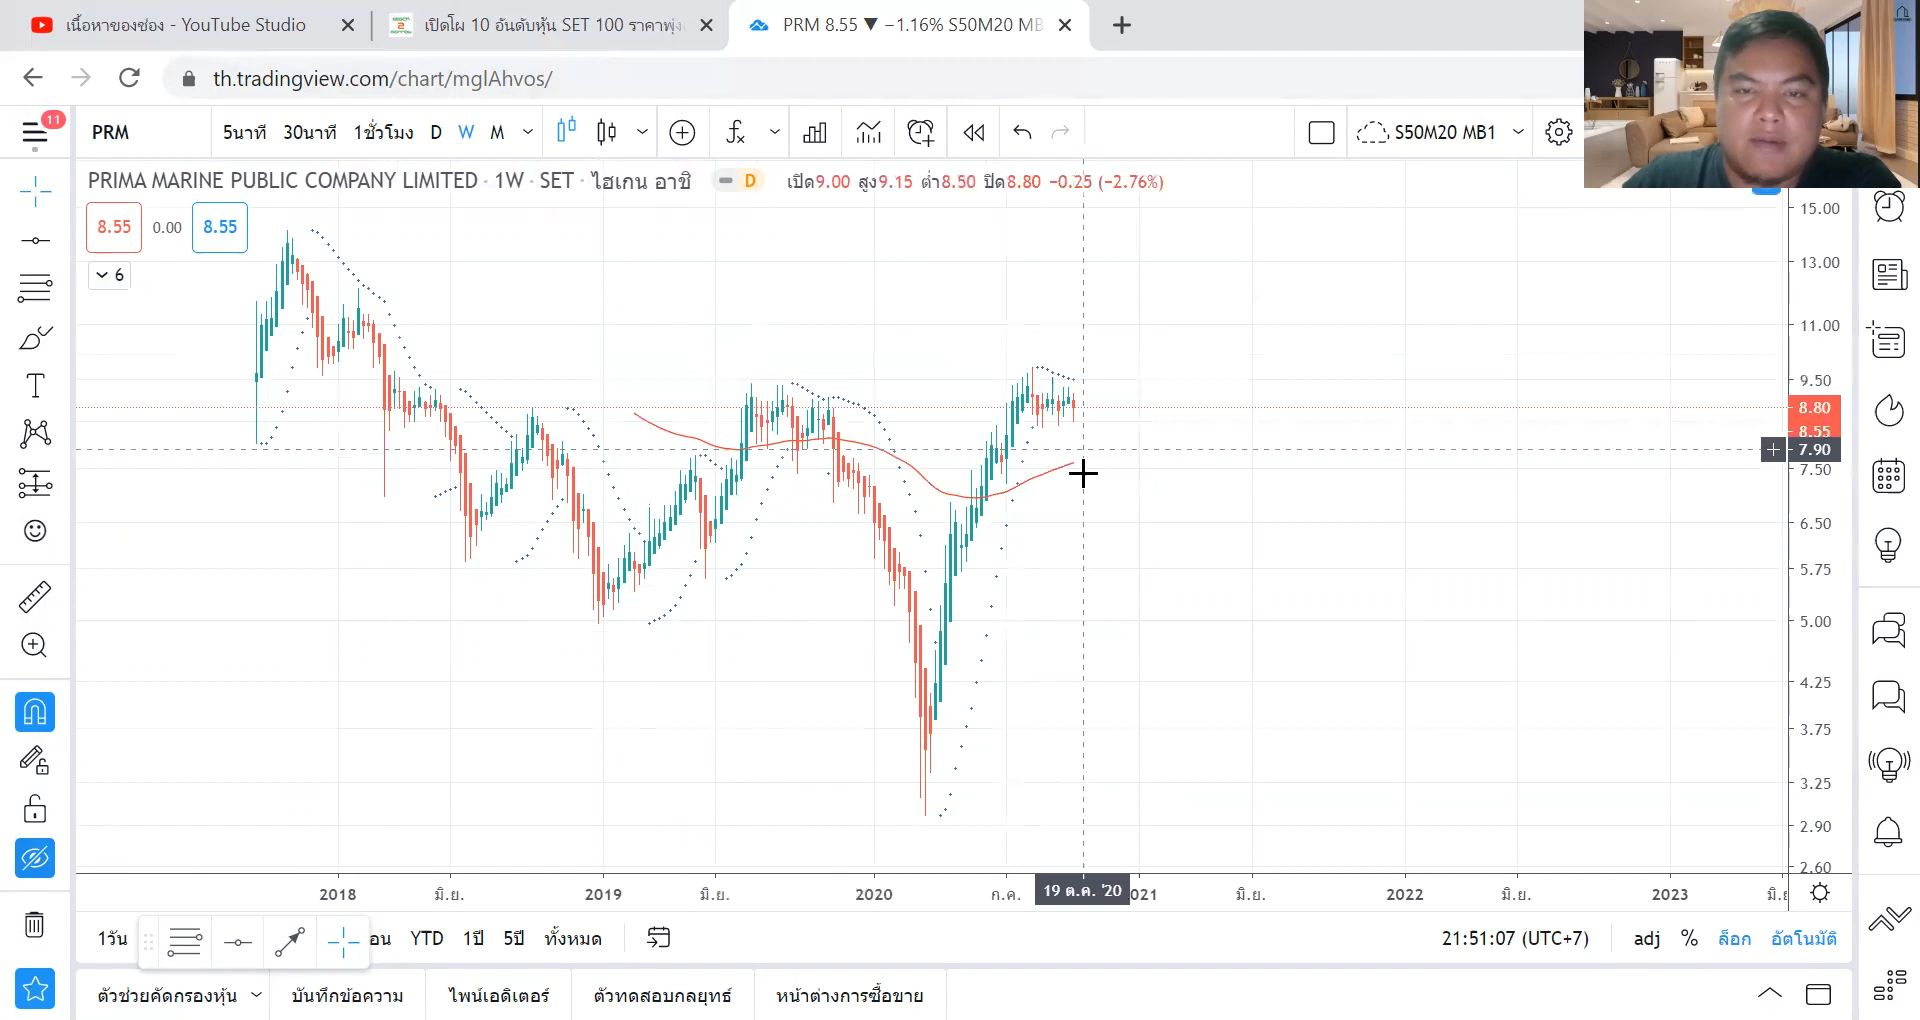 เนื้อหาของช่อง - YouTube Studio
เปิดโผ 10 อันดับหุ้น SET 100 ราคาพุ่ง
PRM 8.55 ▼ −1.16% S50M20 MB
th.tradingview.com/chart/mglAhvos/
11
PRM
5นาที 30นาที 1ชั่วโมง D W M
S50M20 MB1
PRIMA MARINE PUBLIC COMPANY LIMITED · 1W · SET · ไฮเกน อาชิ
D
เปิด9.00 สูง9.15 ต่ำ8.50 ปิด8.80 −0.25 (−2.76%)
8.55 0.00 8.55
6
15.00
13.00
11.00
9.50
8.80
8.55
7.90
7.50
6.50
5.75
5.00
4.25
3.75
3.25
2.90
2.60
2018 มิ.ย. 2019 มิ.ย. 2020 ก.ค. 19 ต.ค. '20 021 มิ.ย. 2022 มิ.ย. 2023
1วัน อน YTD 1ปี 5ปี ทั้งหมด
21:51:07 (UTC+7) adj % ล็อก อัตโนมัติ
ตัวช่วยคัดกรองหุ้น บันทึกข้อความ ไพน์เอดิเตอร์ ตัวทดสอบกลยุทธ์ หน้าต่างการซื้อขาย